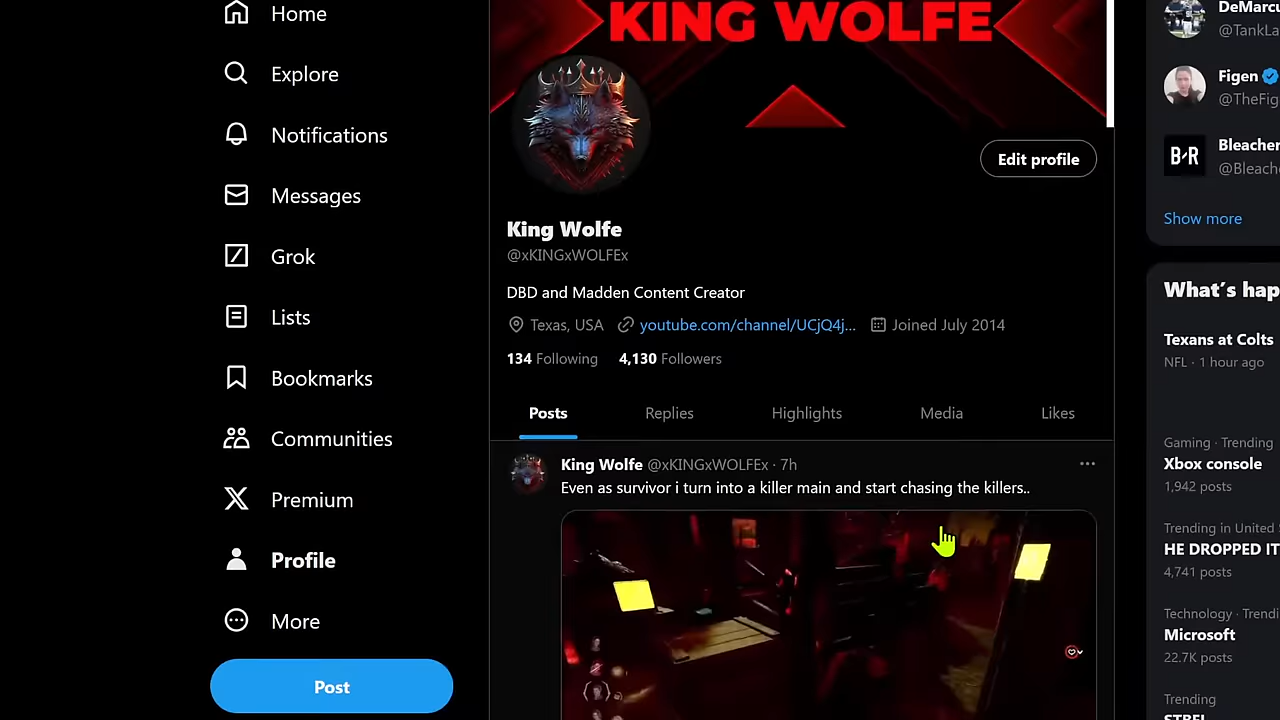 Home
Explore
Notifications
Messages
Grok
Lists
Bookmarks
Communities
Premium
Profile
More
Post
KING WOLFE
Edit profile
King Wolfe
@xKINGxWOLFEx
DBD and Madden Content Creator
Texas, USA youtube.com/channel/UCjQ4j... Joined July 2014
134 Following 4,130 Followers
Posts Replies Highlights Media Likes
King Wolfe @xKINGxWOLFEx · 7h
Even as survivor i turn into a killer main and start chasing the killers..
DeMarcu
@TankLa
Figen
@TheFig
B/R
Bleacher
@Bleach
Show more
What's hap
Texans at Colts
NFL · 1 hour ago
Gaming · Trending
Xbox console
1,942 posts
Trending in United
HE DROPPED IT
4,741 posts
Technology · Trendi
Microsoft
22.7K posts
Trending